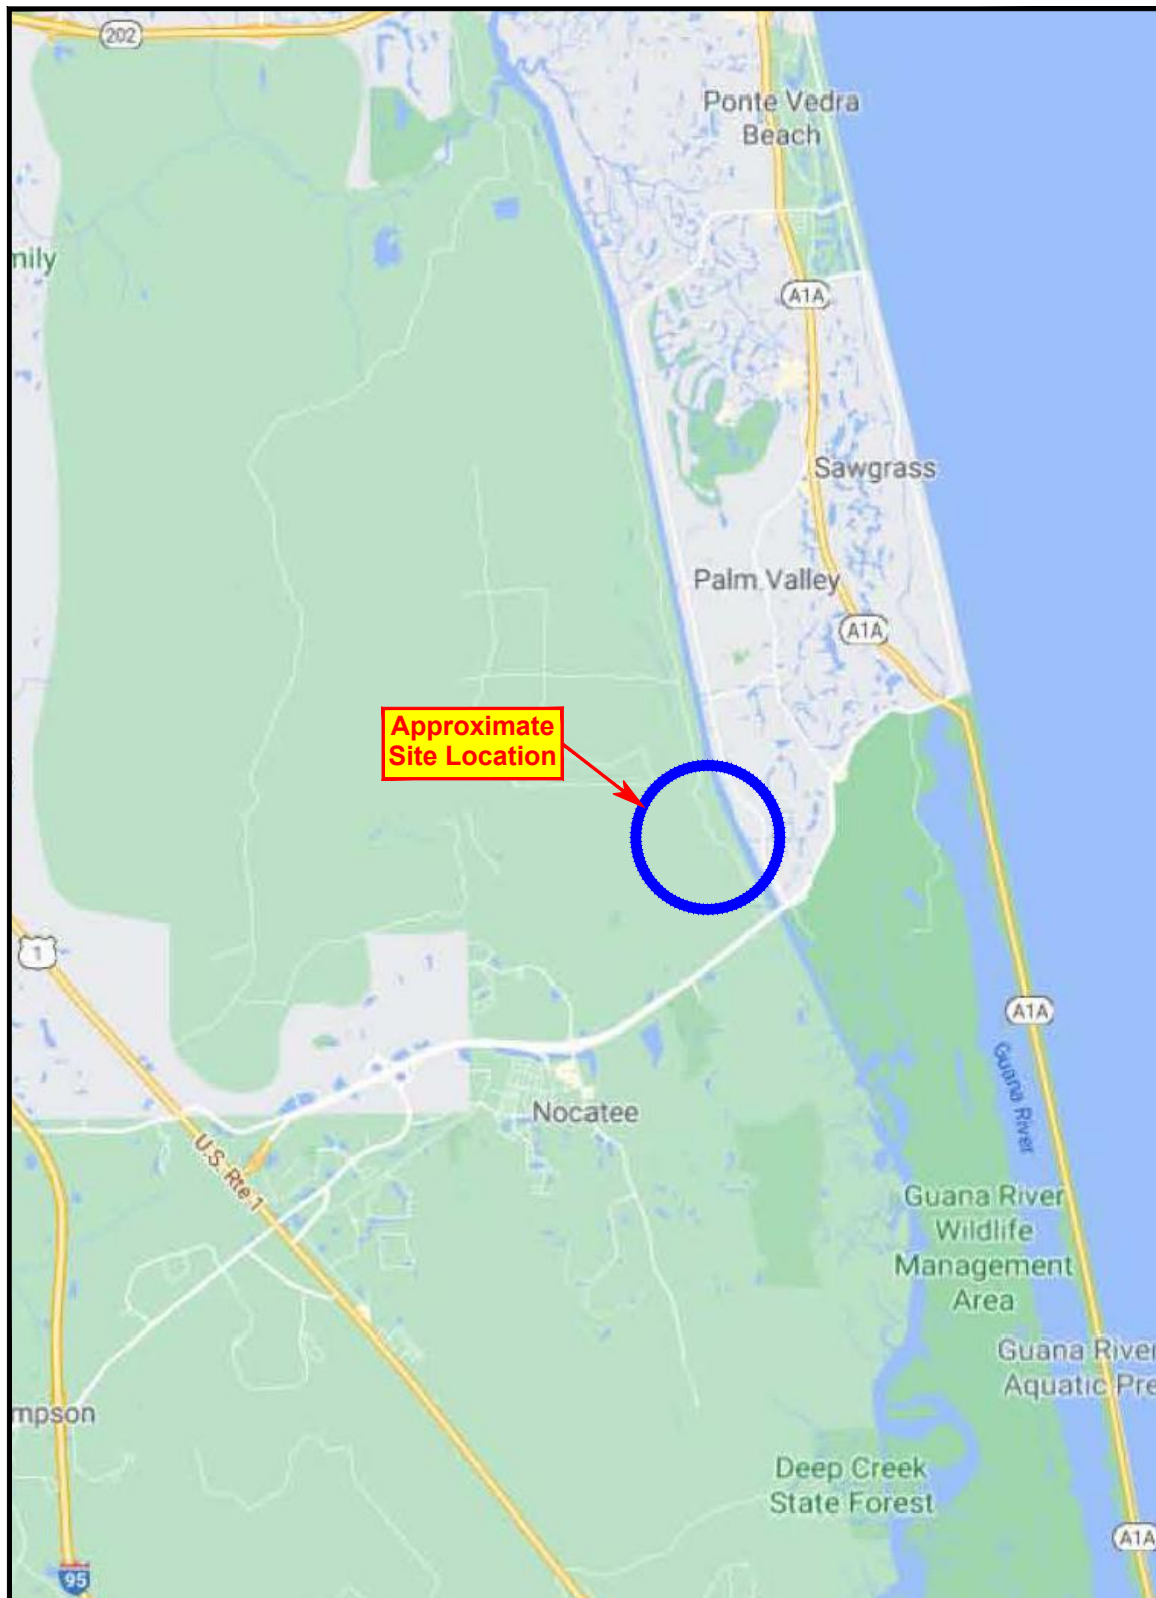 202
Ponte Vedra
Beach
mily
A1A
Sawgrass
Palm Valley
A1A
Approximate
Site Location
1
A1A
Guana River
Nocatee
U.S. Rte 1
Guana River
Wildlife
Management
Area
Guana River
Aquatic Pre
mpson
Deep Creek
State Forest
A1A
95